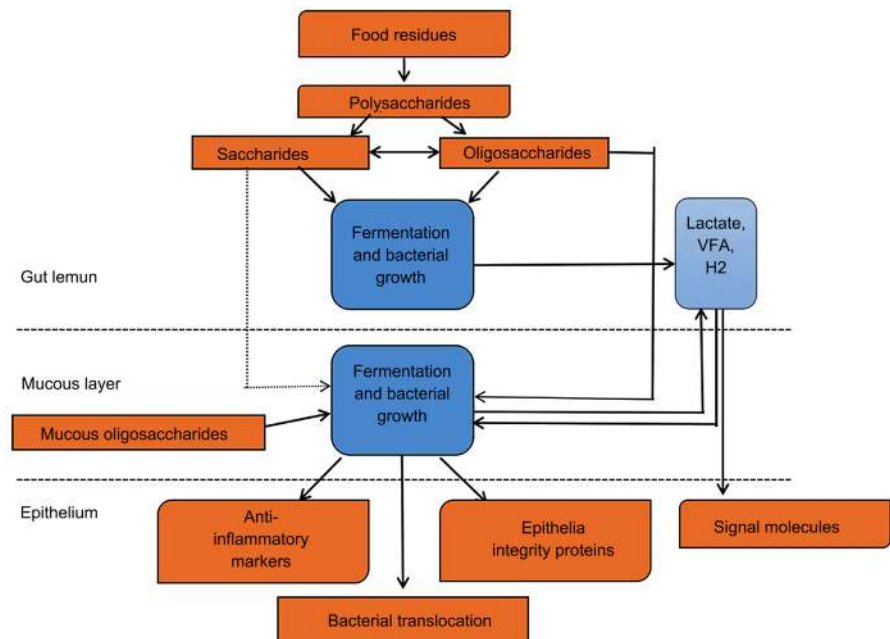 Food residues
Polysaccharides
Saccharides
Oligosaccharides
Fermentation
and bacterial
growth
Lactate,
VFA,
H2
Gut lemun
Fermentation
and bacterial
growth
Mucous layer
Mucous oligosaccharides
Epithelium
Anti-
inflammatory
markers
Epithelia
integrity proteins
Signal molecules
Bacterial translocation